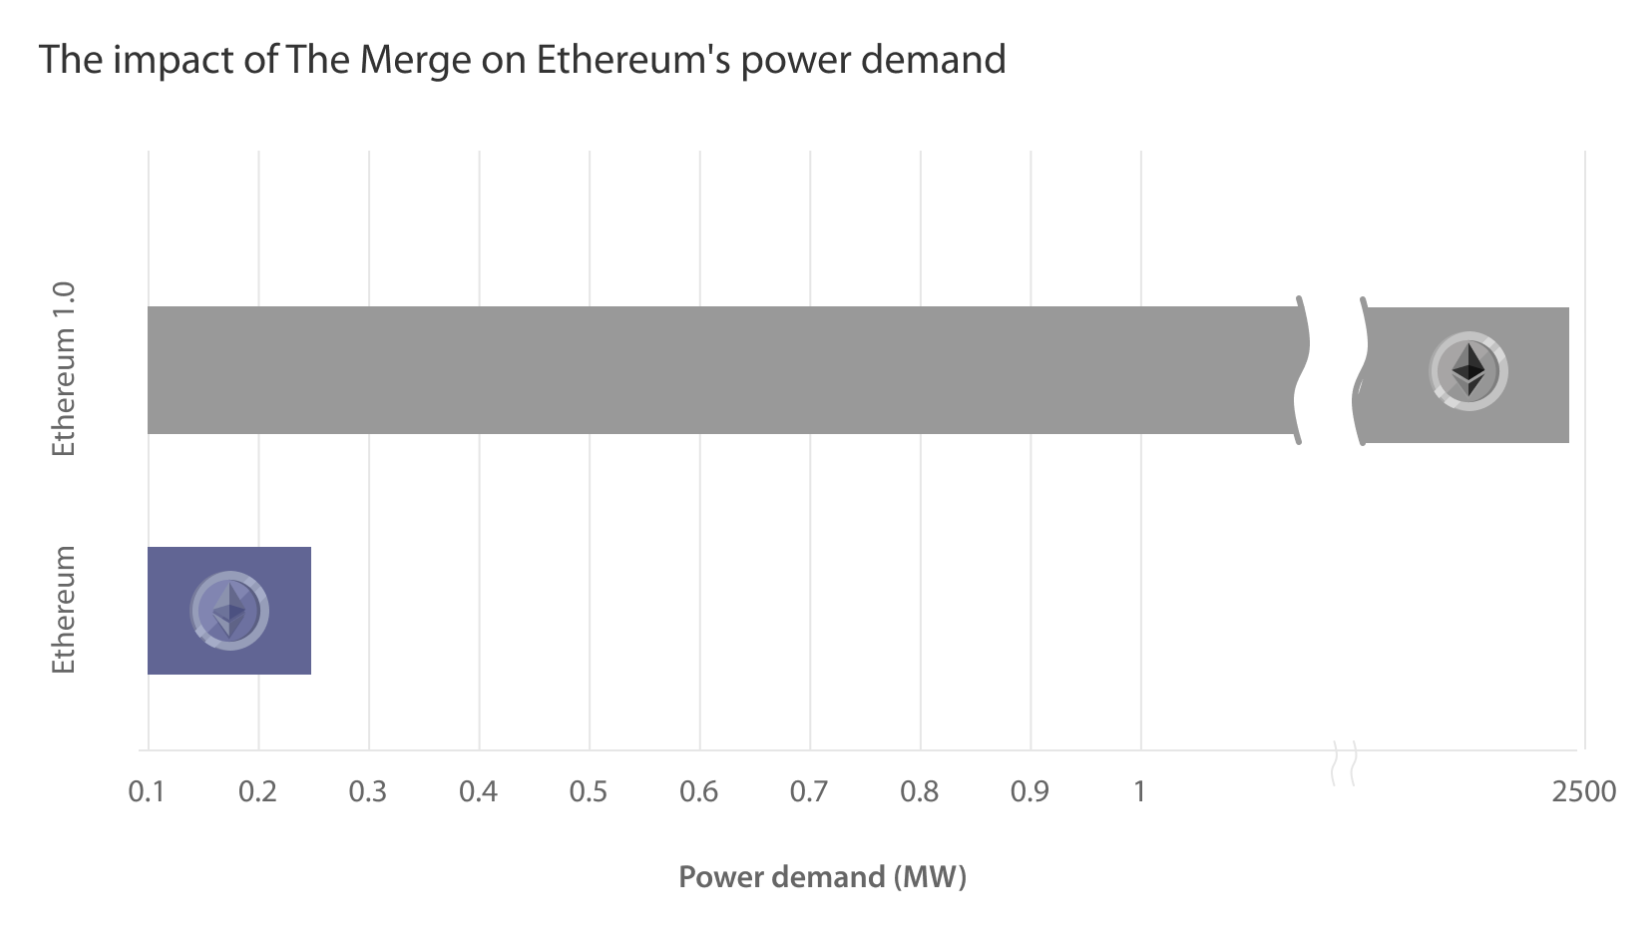 The impact of The Merge on Ethereum's power demand
Ethereum 1.0
Ethereum
0.1 0.2 0.3 0.4 0.5 0.6 0.7 0.8 0.9 1 2500
Power demand (MW)